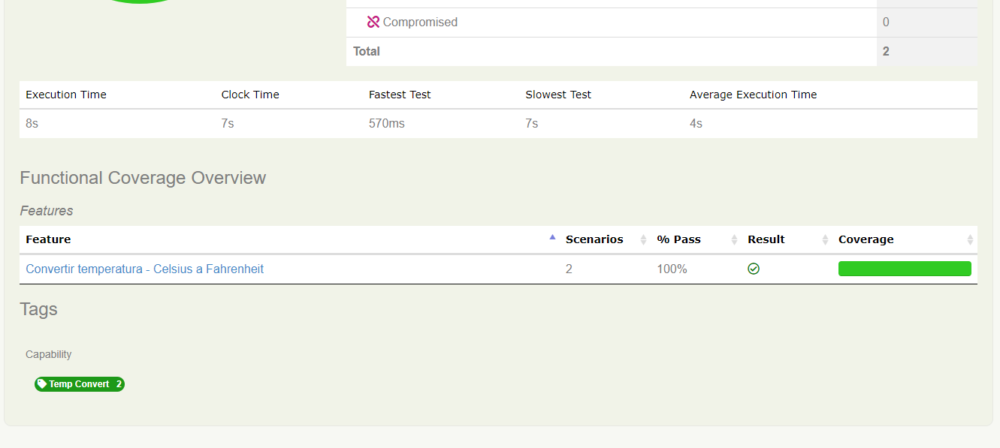 Compromised 0
Total 2
Execution Time Clock Time Fastest Test Slowest Test Average Execution Time
8s 7s 570ms 7s 4s
Functional Coverage Overview
Features
Feature Scenarios % Pass Result Coverage
Convertir temperatura - Celsius a Fahrenheit 2 100%
Tags
Capability
Temp Convert 2